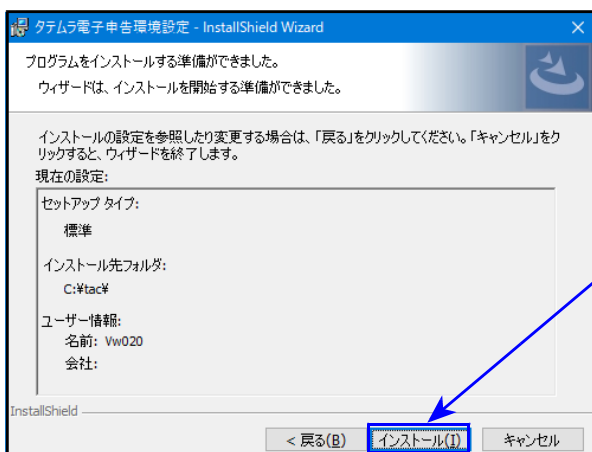 タテムラ電子申告環境設定 - InstallShield Wizard
プログラムをインストールする準備ができました。
ウィザードは、インストールを開始する準備ができました。
インストールの設定を参照したり変更する場合は、「戻る」をクリックしてください。「キャンセル」をク
リックすると、ウィザードを終了します。
現在の設定:
セットアップ タイプ:
標準
インストール先フォルダ:
C:¥tac¥
ユーザー情報:
名前: Vw020
会社:
InstallShield
< 戻る(B) インストール(I) キャンセル